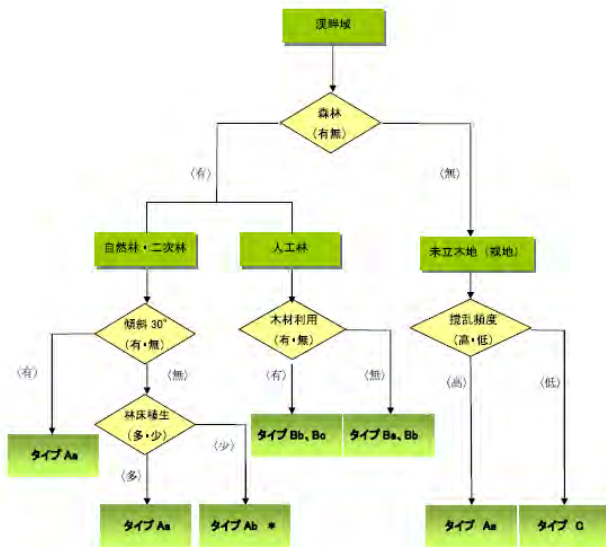 渓畔域
森林
(有無)
〈有〉
〈無〉
自然林・二次林
人工林
未立木地(裸地)
傾斜 30°
(有・無)
木材利用
(有・無)
撹乱頻度
(高・低)
〈有〉
〈無〉
〈有〉
〈無〉
〈高〉
〈低〉
林床植生
(多・少)
タイプ Bb、Bc
タイプ Ba、Bb
タイプ Aa
〈多〉
〈少〉
タイプ Aa
タイプ Ab *
タイプ Aa
タイプ C